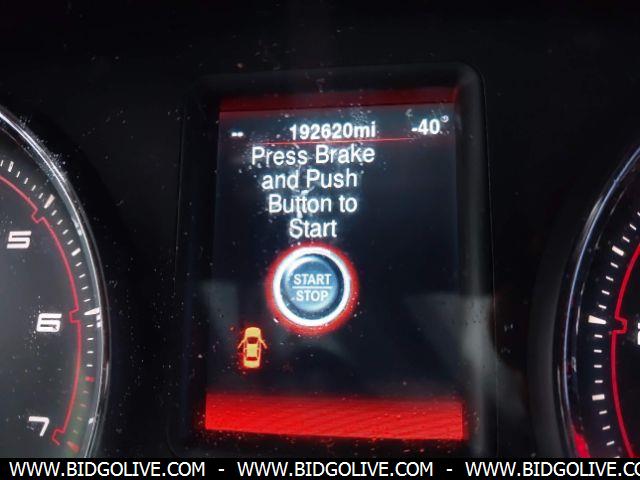 -- 192620mi -40°
Press Brake
and Push
Button to
Start
START
STOP
5
6
7
WWW.BIDGOLIVE.COM - WWW.BIDGOLIVE.COM - WWW.BIDGOLIVE.COM